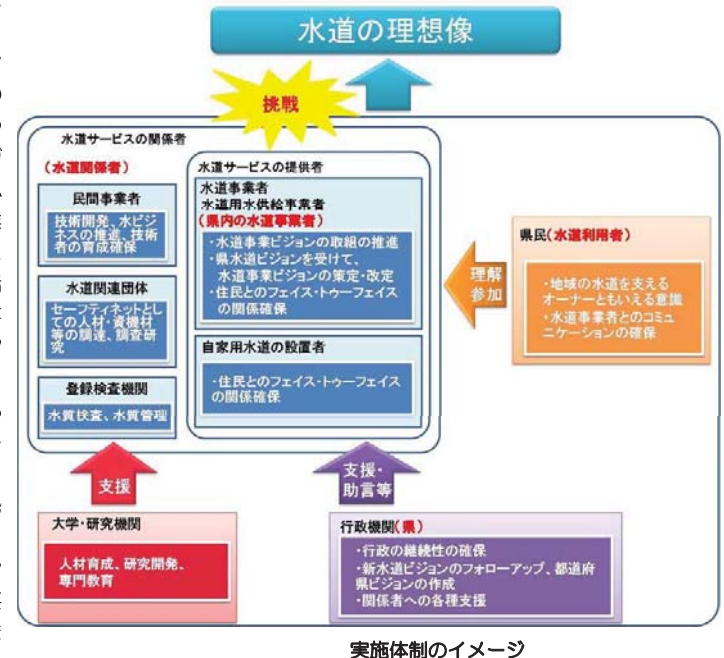 水道の理想像
挑戦
水道サービスの関係者
(水道関係者)
民間事業者
技術開発、水ビジ
ネスの推進、技術
者の育成確保
水道関連団体
セーフティネットとし
ての人材・資機材
等の調達、調査研
究
登録検査機関
水質検査、水質管理
水道サービスの提供者
水道事業者
水道用水供給事業者
(県内の水道事業者)
・水道事業ビジョンの取組の推進
・県水道ビジョンを受けて、
水道事業ビジョンの策定・改定
・住民とのフェイス・トゥーフェイス
の関係確保
自家用水道の設置者
・住民とのフェイス・トゥーフェイス
の関係確保
理解
参加
県民(水道利用者)
・地域の水道を支える
オーナーともいえる意識
・水道事業者とのコミュ
ニケーションの確保
支援
支援・
助言等
大学・研究機関
人材育成、研究開発、
専門教育
行政機関(県)
・行政の継続性の確保
・新水道ビジョンのフォローアップ、都道府
県ビジョンの作成
・関係者への各種支援
実施体制のイメージ